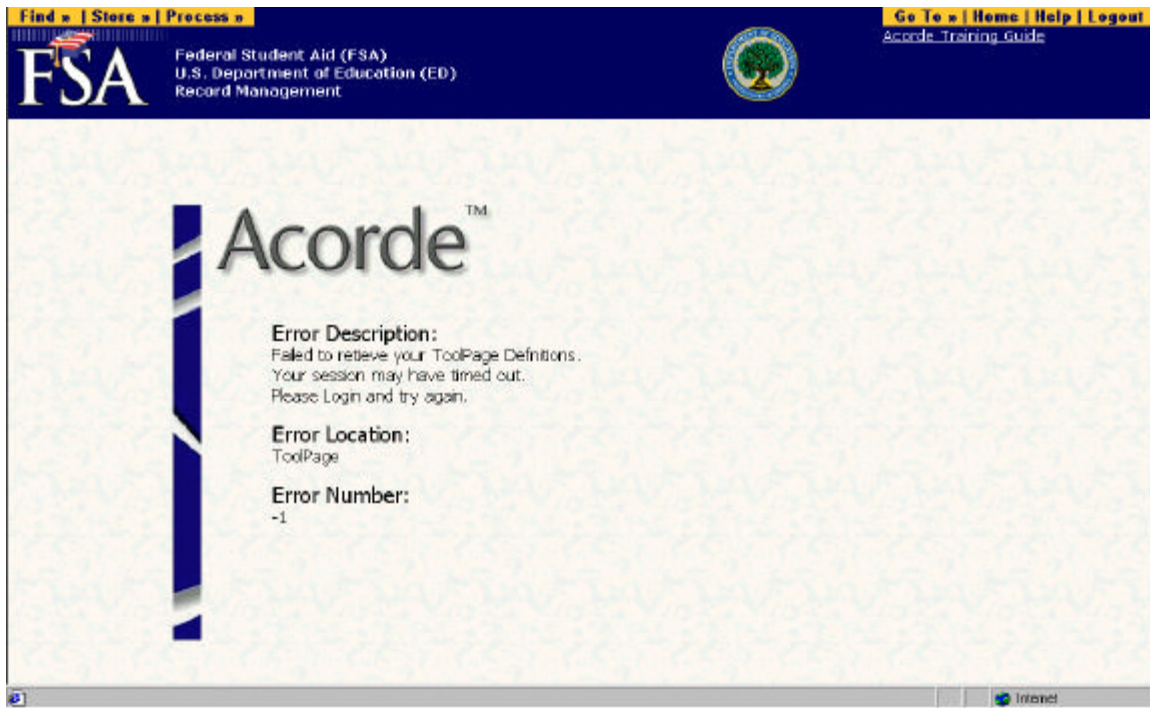 Find » | Store » | Process »
Go To » | Home | Help | Logout
Acorde Training Guide
FSA
Federal Student Aid (FSA)
U.S. Department of Education (ED)
Record Management
Acorde™
Error Description:
Failed to retieve your ToolPage Defnitions.
Your session may have timed out.
Please Login and try again.
Error Location:
ToolPage
Error Number:
-1
Internet